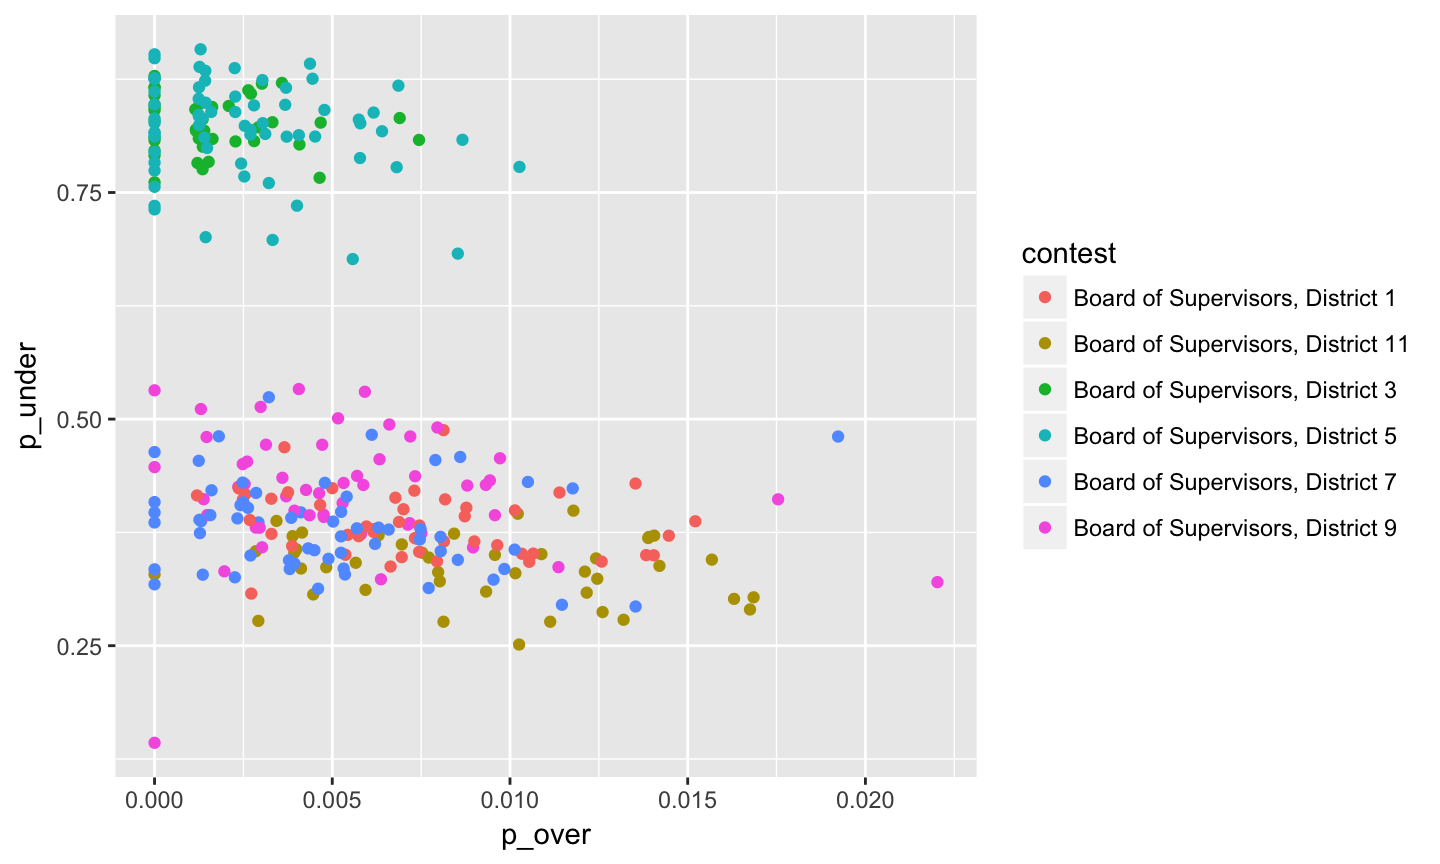 0.75
0.50
0.25
p_under
0.000
0.005
0.010
0.015
0.020
p_over
contest
Board of Supervisors, District 1
Board of Supervisors, District 11
Board of Supervisors, District 3
Board of Supervisors, District 5
Board of Supervisors, District 7
Board of Supervisors, District 9